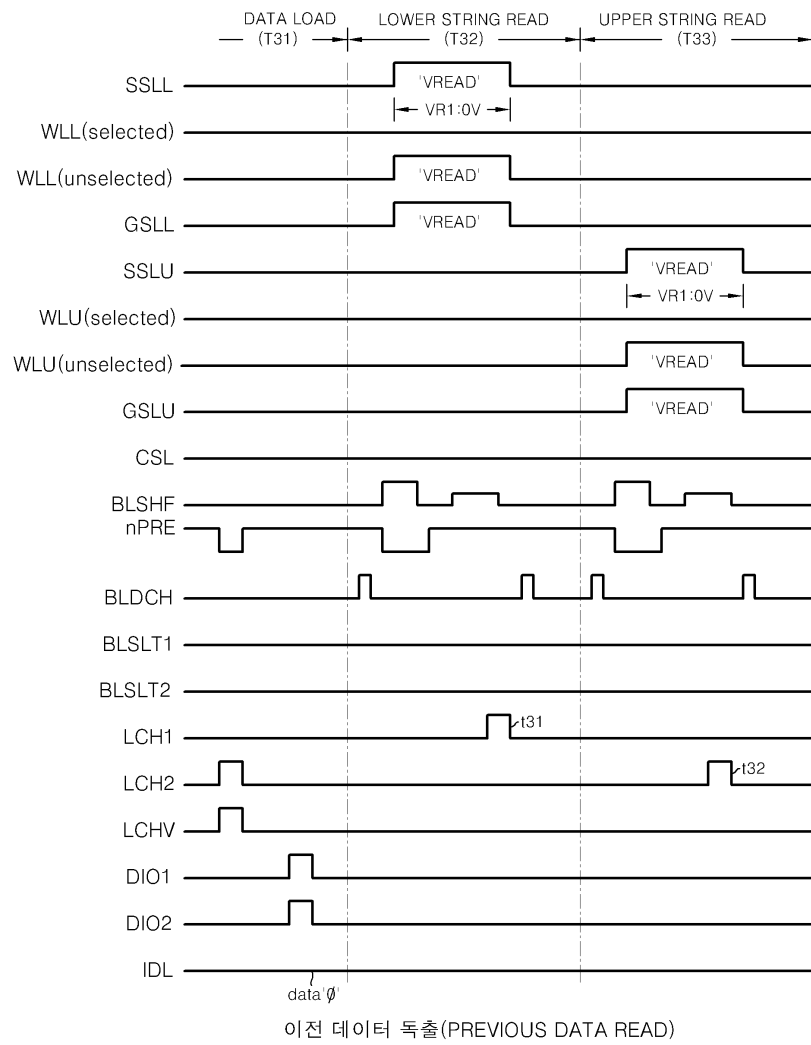 DATA LOAD LOWER STRING READ UPPER STRING READ
(T31) (T32) (T33)
SSLL 'VREAD'
VR1:0V
WLL(selected)
WLL(unselected) 'VREAD'
GSLL 'VREAD'
SSLU 'VREAD'
VR1:0V
WLU(selected)
WLU(unselected) 'VREAD'
GSLU 'VREAD'
CSL
BLSHF
nPRE
BLDCH
BLSLT1
BLSLT2
LCH1 t31
LCH2 t32
LCHV
DIO1
DIO2
IDL
data'Ø'
이전 데이터 독출(PREVIOUS DATA READ)